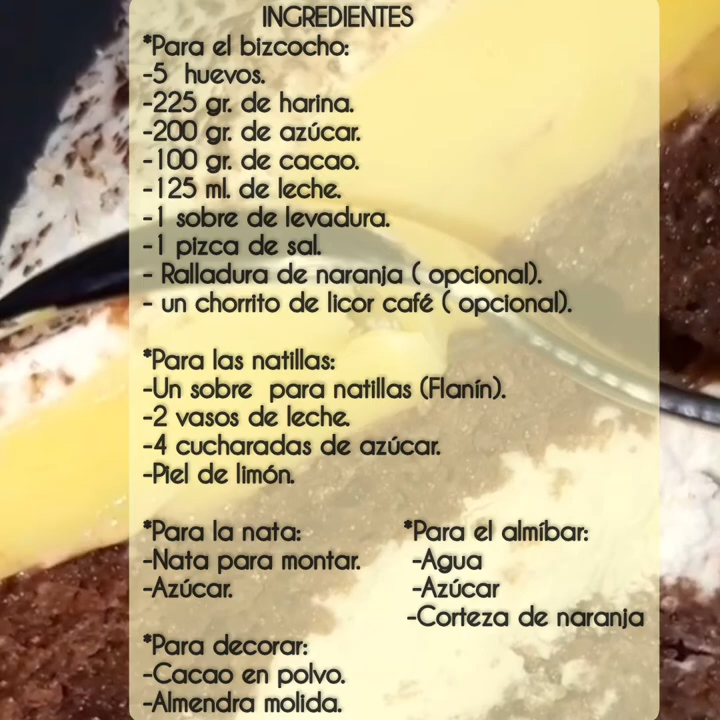 INGREDIENTES
*Para el bizcocho:
-5 huevos.
-225 gr. de harina.
-200 gr. de azúcar.
-100 gr. de cacao.
-125 ml. de leche.
-1 sobre de levadura.
-1 pizca de sal.
- Ralladura de naranja ( opcional).
- un chorrito de licor café ( opcional).
*Para las natillas:
-Un sobre para natillas (Flanín).
-2 vasos de leche.
-4 cucharadas de azúcar.
-Piel de limón.
*Para la nata:
-Nata para montar.
-Azúcar.
*Para el almíbar:
-Agua
-Azúcar
-Corteza de naranja
*Para decorar:
-Cacao en polvo.
-Almendra molida.